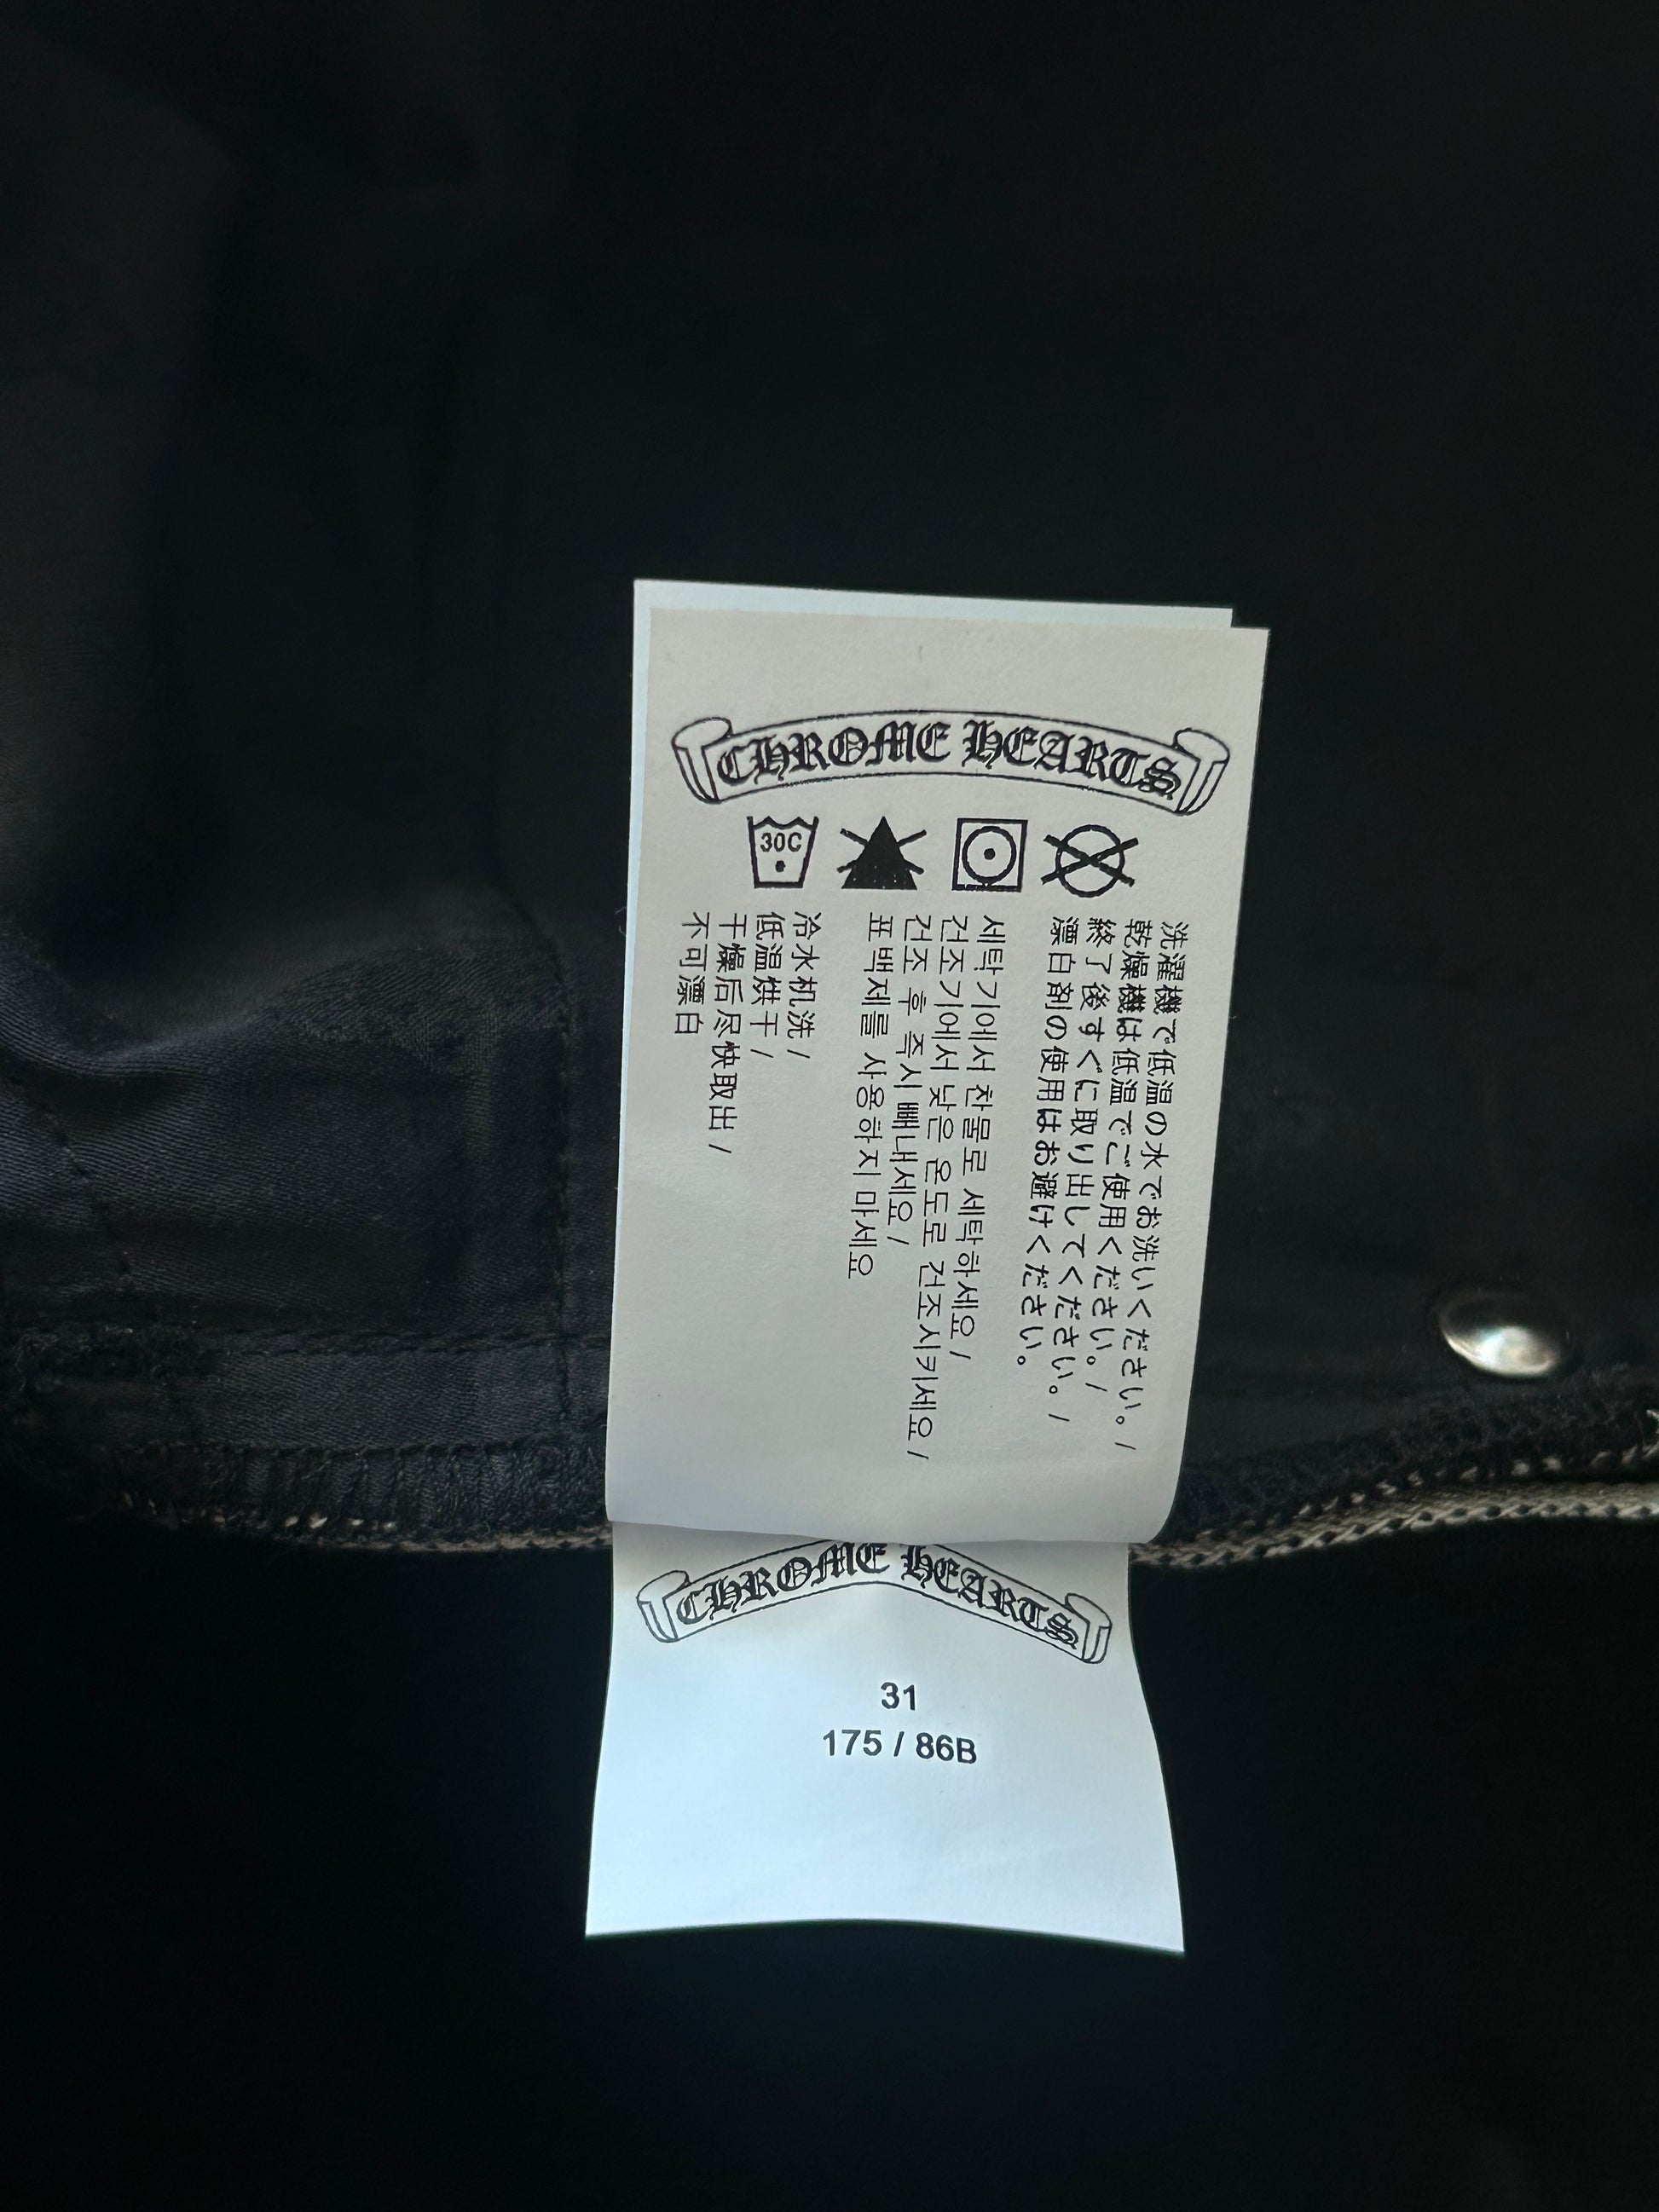 CHROME HEARTS
30C
洗濯機で低温の水でお洗いください。/
乾燥機は低温でご使用ください。/
終了後すぐに取り出してください。/
漂白剤の使用はお避けください。
세탁기에서 찬물로 세탁하세요 /
건조기에서 낮은 온도로 건조시키세요 /
건조 후 즉시 빼내세요 /
표백제를 사용하지 마세요
冷水机洗 /
低温烘干 /
干燥后尽快取出 /
不可漂白
CHROME HEARTS
31
175 / 86B